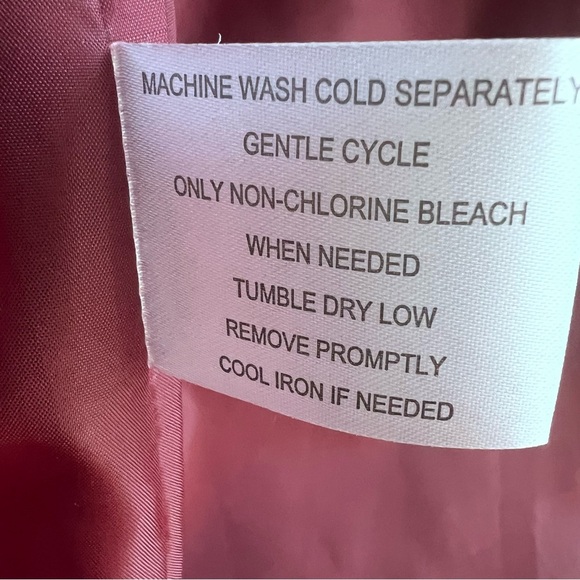 MACHINE WASH COLD SEPARATELY
GENTLE CYCLE
ONLY NON-CHLORINE BLEACH
WHEN NEEDED
TUMBLE DRY LOW
REMOVE PROMPTLY
COOL IRON IF NEEDED